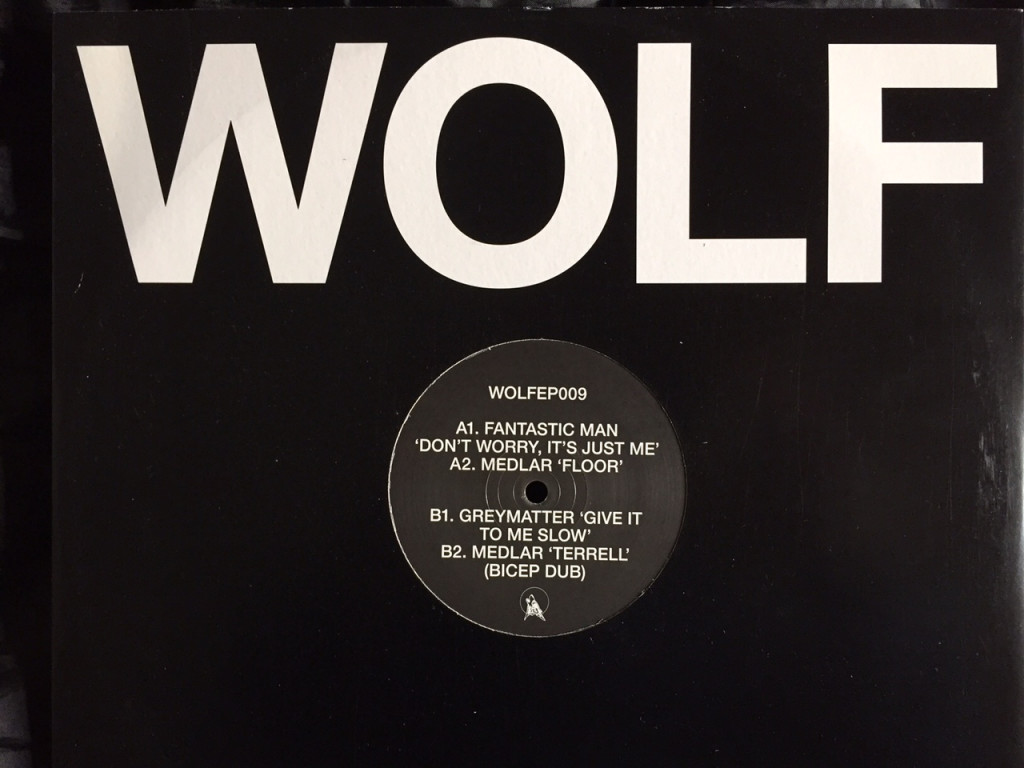 WOLF
WOLFEP009
A1. FANTASTIC MAN
‘DON’T WORRY, IT’S JUST ME’
A2. MEDLAR ‘FLOOR’
B1. GREYMATTER ‘GIVE IT
TO ME SLOW’
B2. MEDLAR ‘TERRELL’
(BICEP DUB)